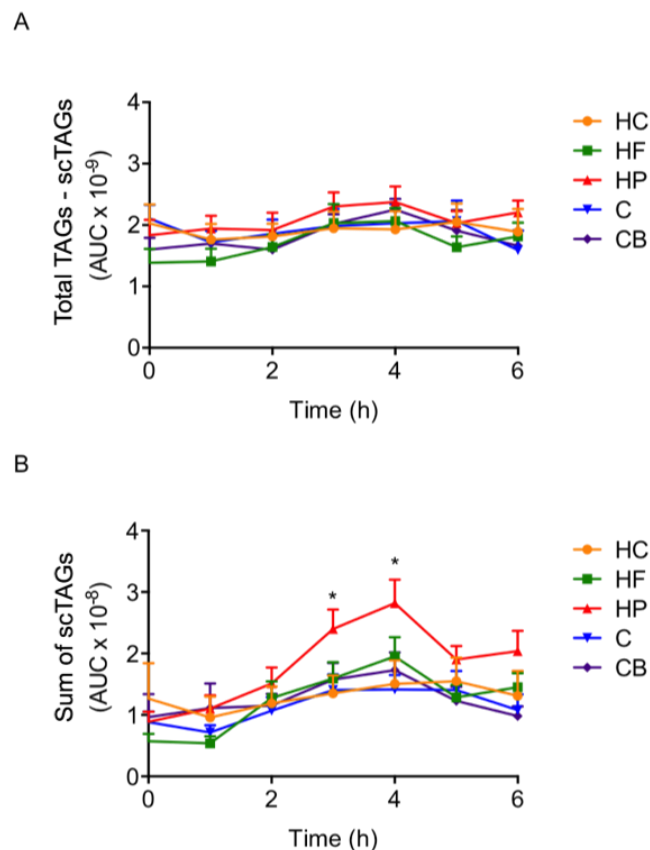 A
Total TAGs - scTAGs
(AUC x 10⁻⁹)
4
3
2
1
0
0 2 4 6
Time (h)
HC
HF
HP
C
CB
B
Sum of scTAGs
(AUC x 10⁻⁸)
4
3
2
1
0
* *
0 2 4 6
Time (h)
HC
HF
HP
C
CB